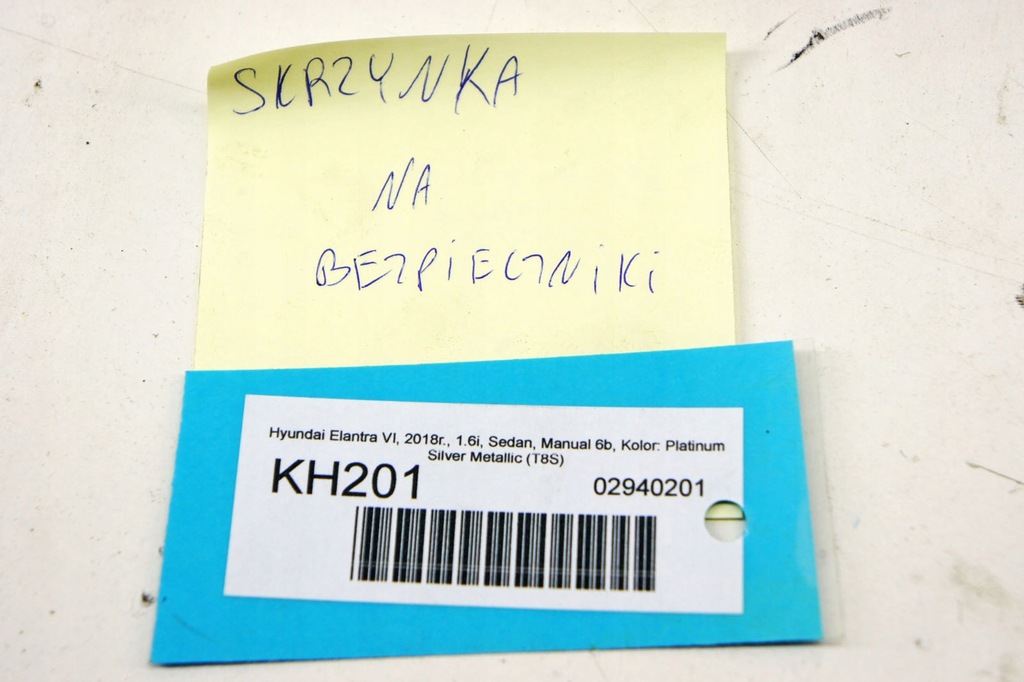 SKRZYNKA
NA
BEZPIECZNIKI
Hyundai Elantra VI, 2018r., 1.6i, Sedan, Manual 6b, Kolor: Platinum
Silver Metallic (T8S)
KH201 02940201